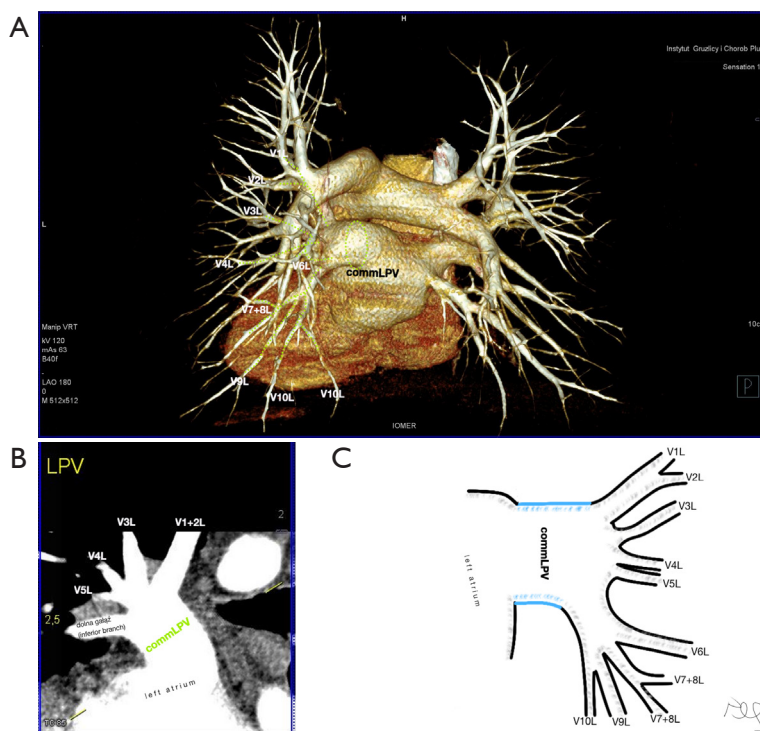 A
H
Instytut Gruzlicy i Chorob Plu
Sensation 1
L
V1L
V2L
V3L
V4L
V6L
commLPV
V7+8L
V9L
V10L
V10L
Manip VRT
kV 120
mAs 63
B40f
-
LAO 180
0
M 512x512
10c
P
IOMER
B
LPV
2
V3L
V1+2L
V4L
V5L
2,5
dolna gałąź
(inferior branch)
commLPV
left atrium
C
V1L
V2L
V3L
commLPV
left atrium
V4L
V5L
V6L
V7+8L
V7+8L
V9L
V10L